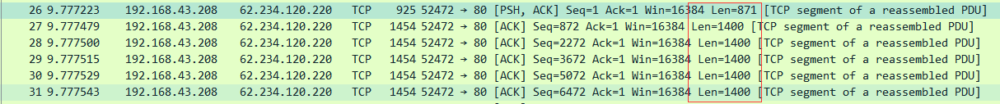 26 9.777223 192.168.43.208 62.234.120.220 TCP 925 52472 → 80 [PSH, ACK] Seq=1 Ack=1 Win=16384 Len=871 [TCP segment of a reassembled PDU]
27 9.777479 192.168.43.208 62.234.120.220 TCP 1454 52472 → 80 [ACK] Seq=872 Ack=1 Win=16384 Len=1400 [TCP segment of a reassembled PDU]
28 9.777500 192.168.43.208 62.234.120.220 TCP 1454 52472 → 80 [ACK] Seq=2272 Ack=1 Win=16384 Len=1400 [TCP segment of a reassembled PDU]
29 9.777515 192.168.43.208 62.234.120.220 TCP 1454 52472 → 80 [ACK] Seq=3672 Ack=1 Win=16384 Len=1400 [TCP segment of a reassembled PDU]
30 9.777529 192.168.43.208 62.234.120.220 TCP 1454 52472 → 80 [ACK] Seq=5072 Ack=1 Win=16384 Len=1400 [TCP segment of a reassembled PDU]
31 9.777543 192.168.43.208 62.234.120.220 TCP 1454 52472 → 80 [ACK] Seq=6472 Ack=1 Win=16384 Len=1400 [TCP segment of a reassembled PDU]